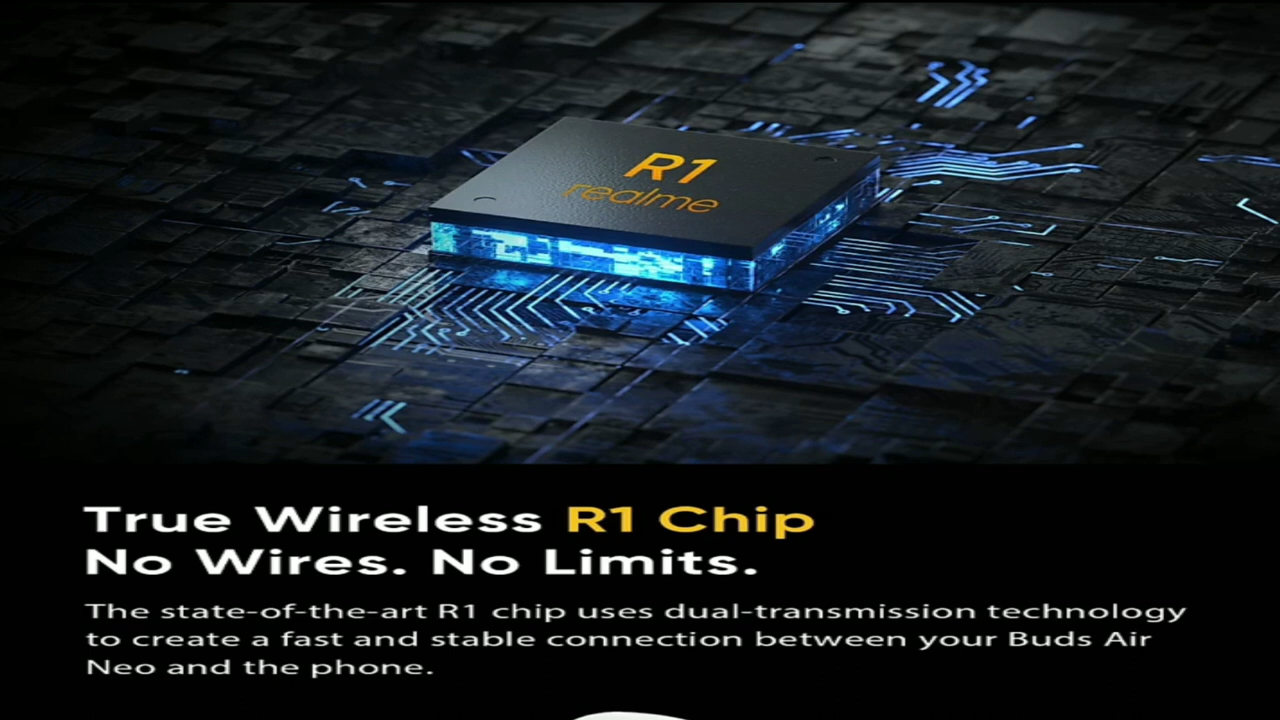 R1
realme
True Wireless R1 Chip
No Wires. No Limits.
The state-of-the-art R1 chip uses dual-transmission technology
to create a fast and stable connection between your Buds Air
Neo and the phone.